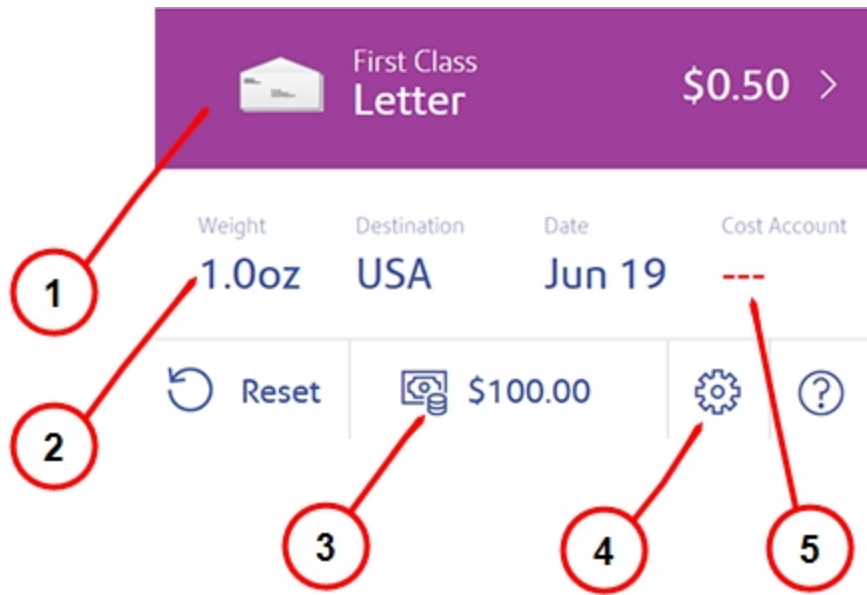 First Class
Letter
$0.50 >
Weight Destination Date Cost Account
1.0oz USA Jun 19 ---
Reset $100.00 ?
1
2
3
4
5